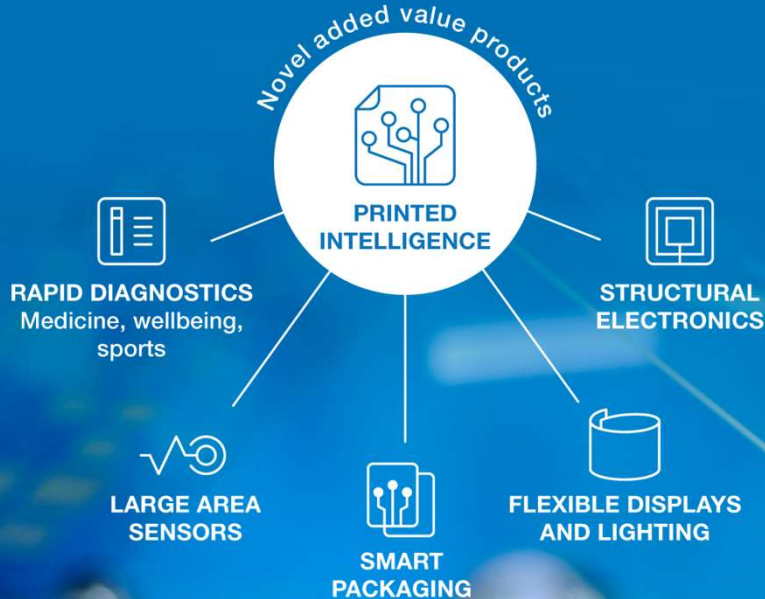 Novel added value products
PRINTED
INTELLIGENCE
RAPID DIAGNOSTICS
Medicine, wellbeing,
sports
STRUCTURAL
ELECTRONICS
LARGE AREA
SENSORS
FLEXIBLE DISPLAYS
AND LIGHTING
SMART
PACKAGING